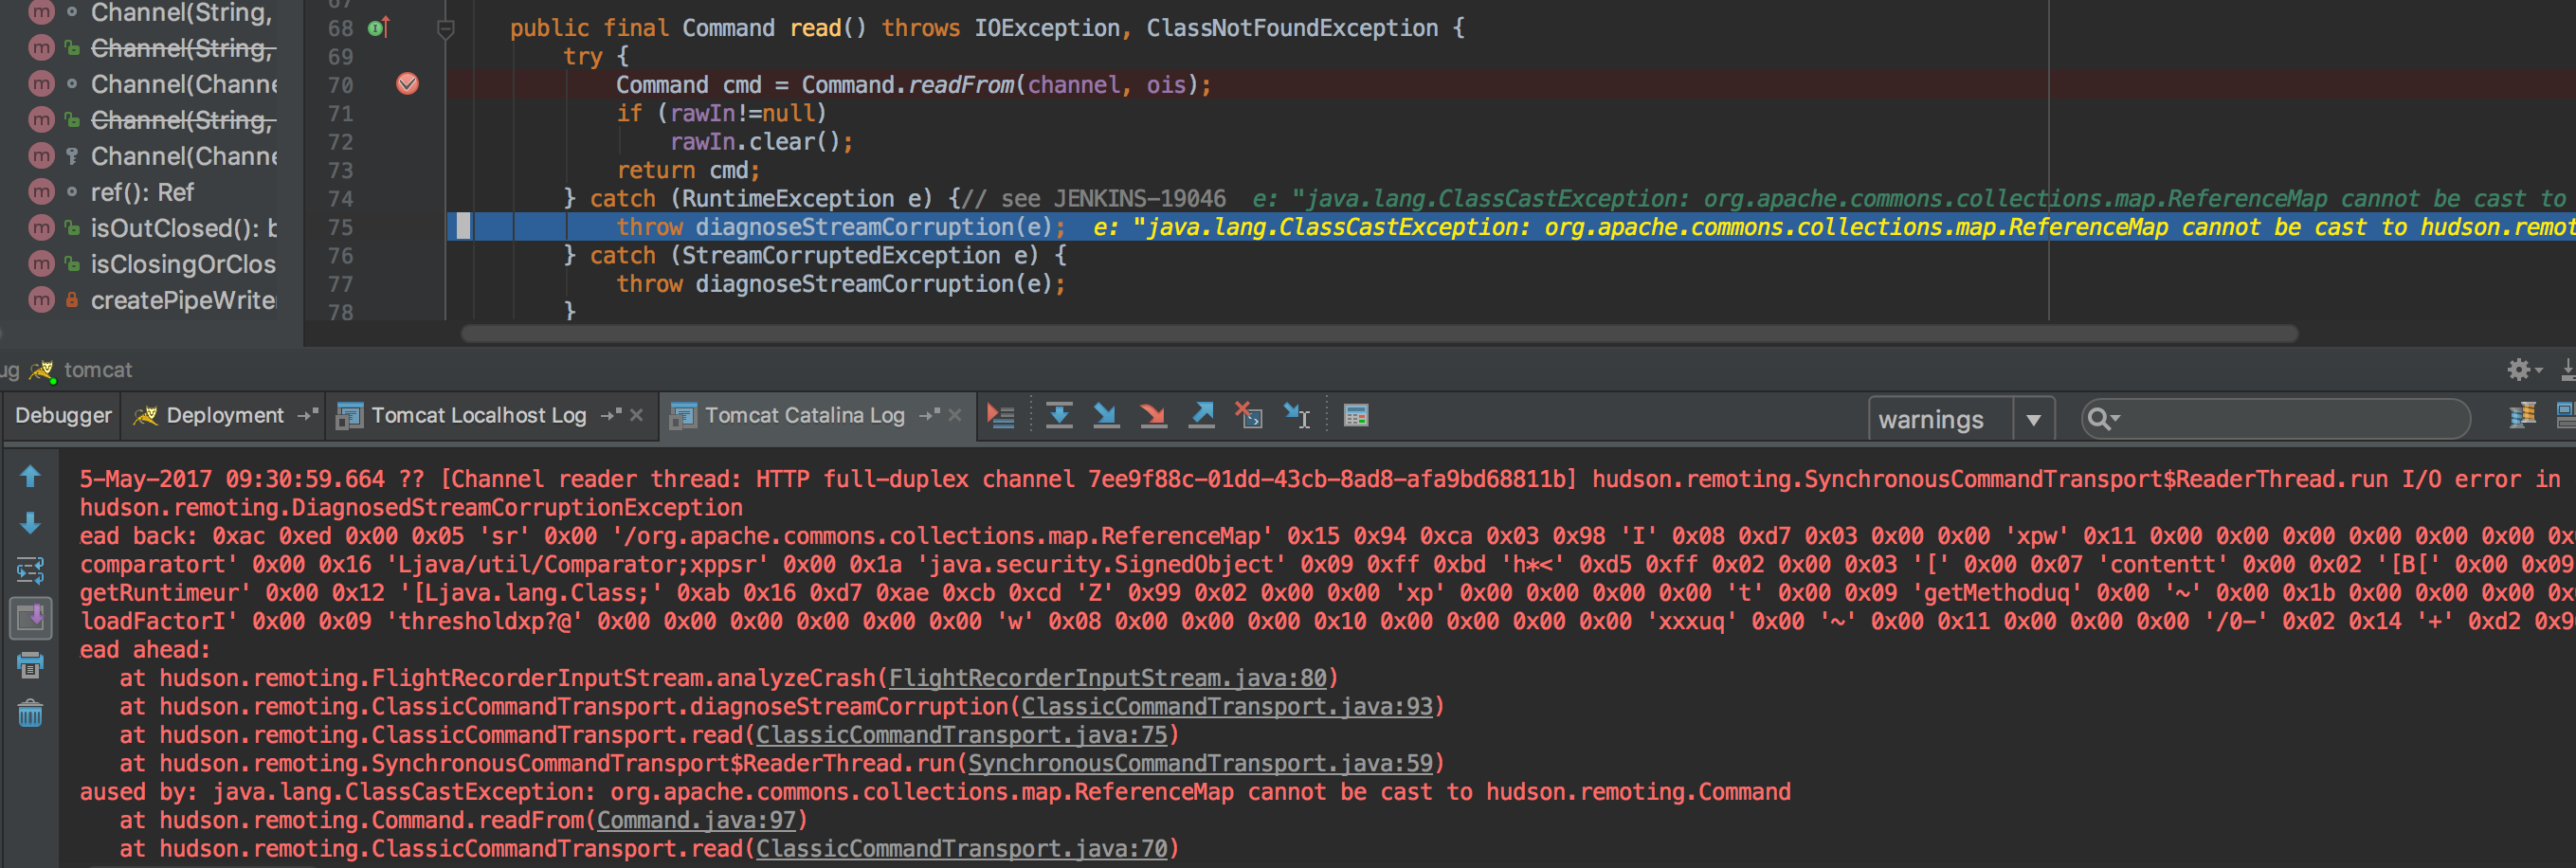 Channel(String,
Channel(String,
Channel(Channe
Channel(String,
Channel(Channe
ref(): Ref
isOutClosed(): b
isClosingOrClos
createPipeWrite
68 public final Command read() throws IOException, ClassNotFoundException {
69 try {
70 Command cmd = Command.readFrom(channel, ois);
71 if (rawIn!=null)
72 rawIn.clear();
73 return cmd;
74 } catch (RuntimeException e) {// see JENKINS-19046 e: "java.lang.ClassCastException: org.apache.commons.collections.map.ReferenceMap cannot be cast to
75 throw diagnoseStreamCorruption(e); e: "java.lang.ClassCastException: org.apache.commons.collections.map.ReferenceMap cannot be cast to hudson.remot
76 } catch (StreamCorruptedException e) {
77 throw diagnoseStreamCorruption(e);
78 }
ug tomcat
Debugger Deployment Tomcat Localhost Log Tomcat Catalina Log warnings
5-May-2017 09:30:59.664 ?? [Channel reader thread: HTTP full-duplex channel 7ee9f88c-01dd-43cb-8ad8-afa9bd68811b] hudson.remoting.SynchronousCommandTransport$ReaderThread.run I/O error in
hudson.remoting.DiagnosedStreamCorruptionException
ead back: 0xac 0xed 0x00 0x05 'sr' 0x00 '/org.apache.commons.collections.map.ReferenceMap' 0x15 0x94 0xca 0x03 0x98 'I' 0x08 0xd7 0x03 0x00 0x00 'xpw' 0x11 0x00 0x00 0x00 0x00 0x00 0x00 0x
comparatort' 0x00 0x16 'Ljava/util/Comparator;xppsr' 0x00 0x1a 'java.security.SignedObject' 0x09 0xff 0xbd 'h*<' 0xd5 0xff 0x02 0x00 0x03 '[' 0x00 0x07 'contentt' 0x00 0x02 '[B[' 0x00 0x09
getRuntimeur' 0x00 0x12 '[Ljava.lang.Class;' 0xab 0x16 0xd7 0xae 0xcb 0xcd 'Z' 0x99 0x02 0x00 0x00 'xp' 0x00 0x00 0x00 0x00 't' 0x00 0x09 'getMethoduq' 0x00 '~' 0x00 0x1b 0x00 0x00 0x00 0x
loadFactorI' 0x00 0x09 'thresholdxp?@' 0x00 0x00 0x00 0x00 0x00 0x00 'w' 0x08 0x00 0x00 0x00 0x10 0x00 0x00 0x00 0x00 'xxxuq' 0x00 '~' 0x00 0x11 0x00 0x00 0x00 '/0-' 0x02 0x14 '+' 0xd2 0x9
ead ahead:
at hudson.remoting.FlightRecorderInputStream.analyzeCrash(FlightRecorderInputStream.java:80)
at hudson.remoting.ClassicCommandTransport.diagnoseStreamCorruption(ClassicCommandTransport.java:93)
at hudson.remoting.ClassicCommandTransport.read(ClassicCommandTransport.java:75)
at hudson.remoting.SynchronousCommandTransport$ReaderThread.run(SynchronousCommandTransport.java:59)
aused by: java.lang.ClassCastException: org.apache.commons.collections.map.ReferenceMap cannot be cast to hudson.remoting.Command
at hudson.remoting.Command.readFrom(Command.java:97)
at hudson.remoting.ClassicCommandTransport.read(ClassicCommandTransport.java:70)